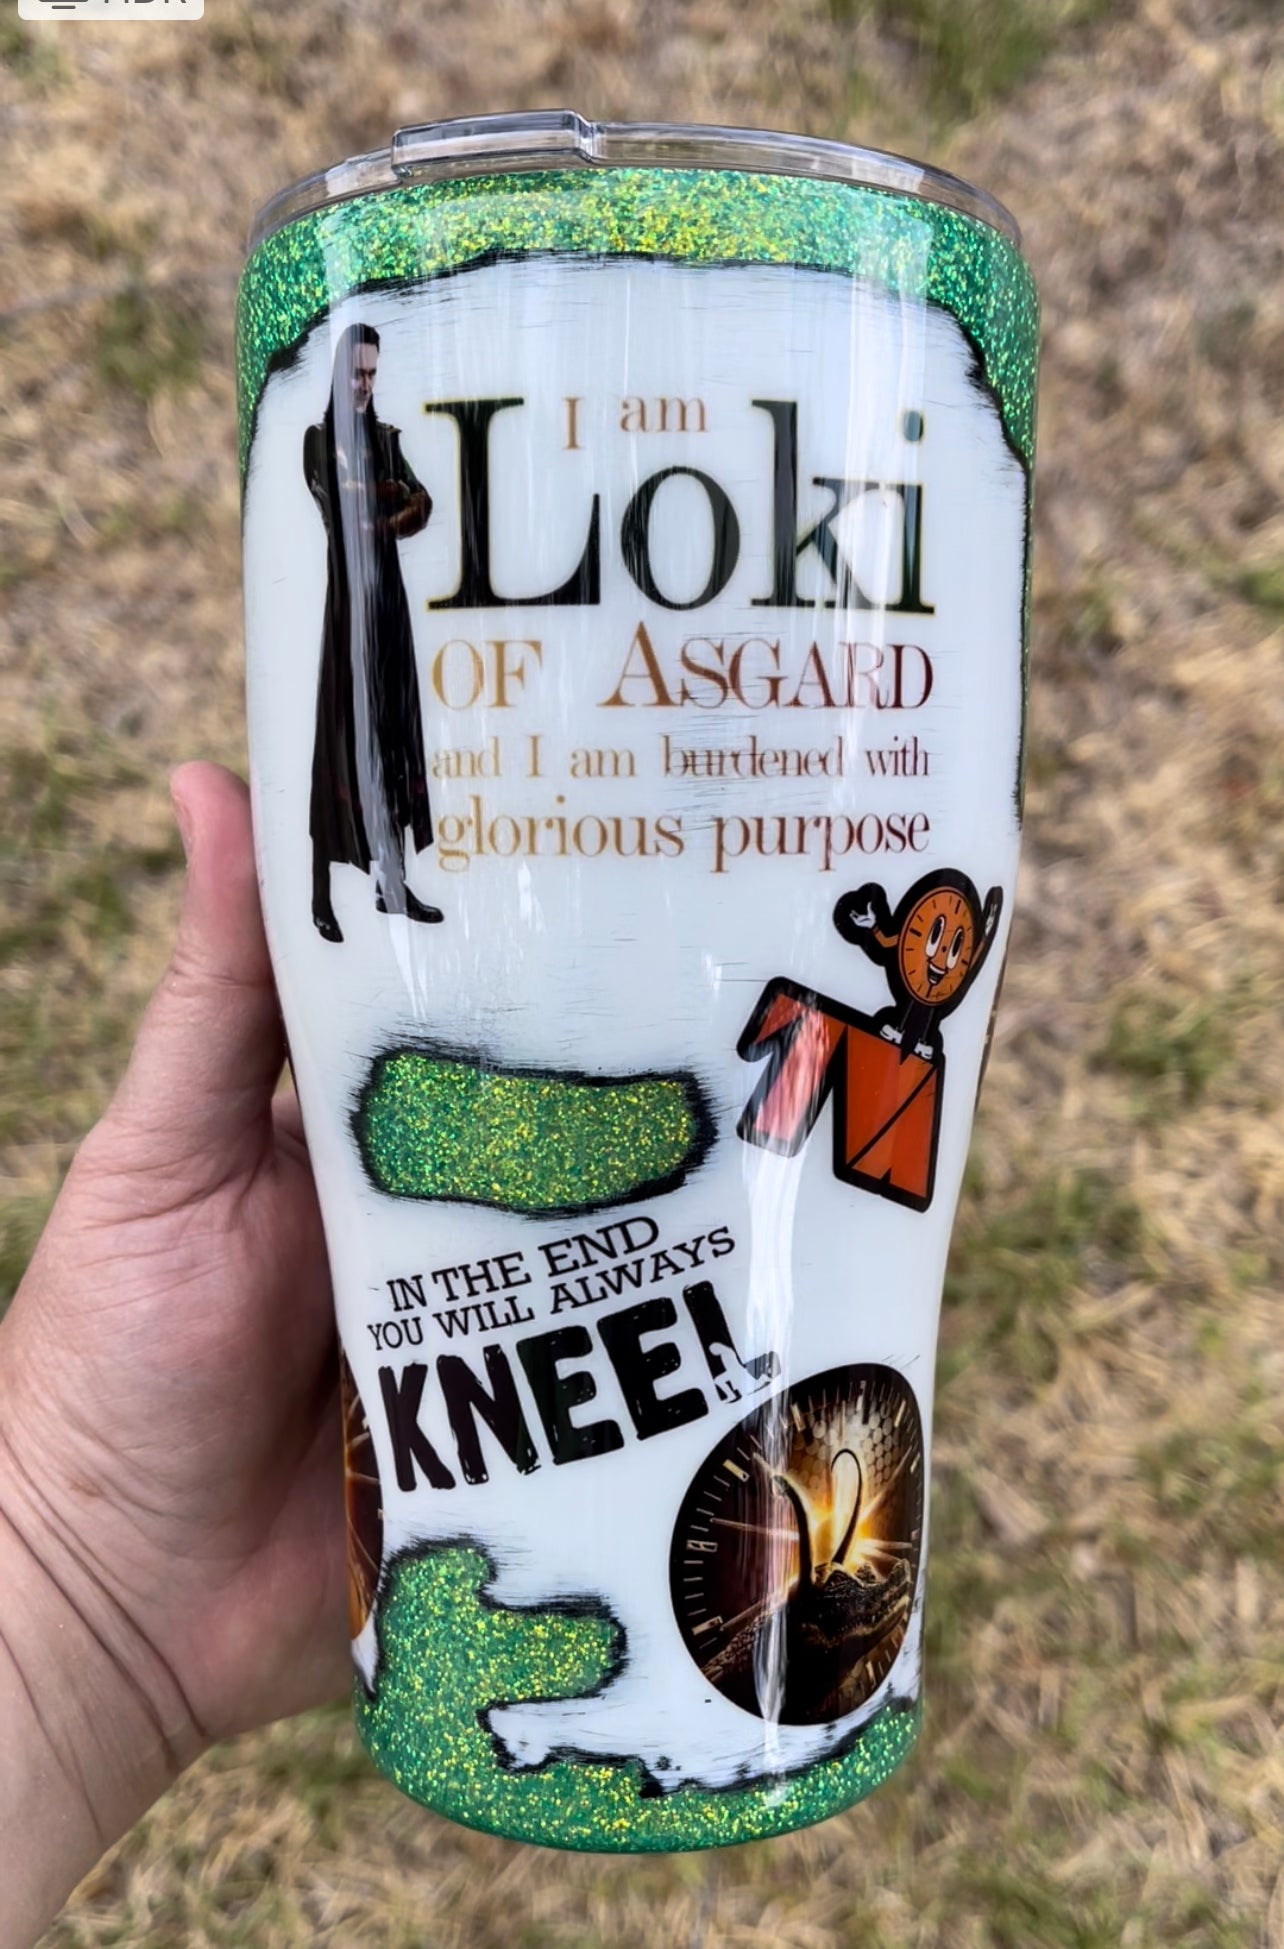 I am
Loki
OF ASGARD
and I am burdened with
glorious purpose
IN THE END
YOU WILL ALWAYS
KNEEL